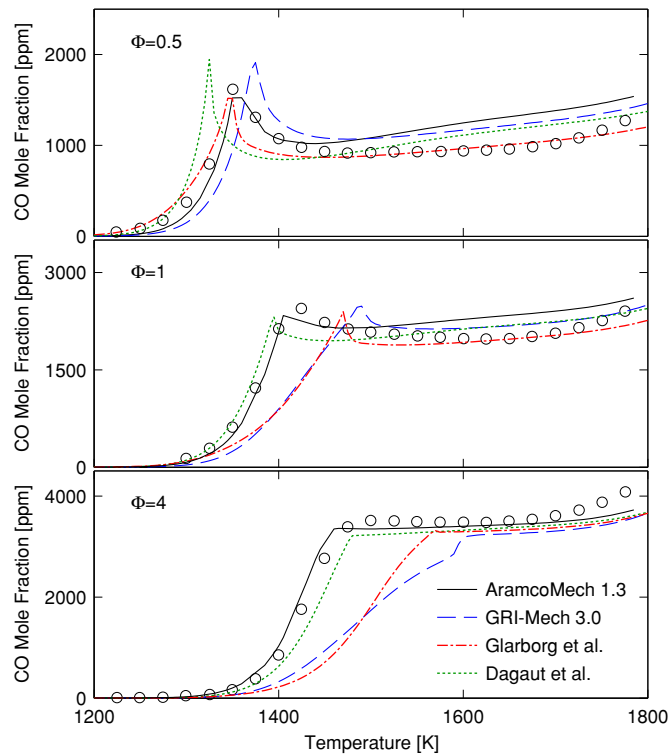 2000
Φ=0.5
1000
0
CO Mole Fraction [ppm]
3000
Φ=1
1500
0
CO Mole Fraction [ppm]
4000
Φ=4
2000
0
CO Mole Fraction [ppm]
AramcoMech 1.3
GRI-Mech 3.0
Glarborg et al.
Dagaut et al.
1200 1400 1600 1800
Temperature [K]